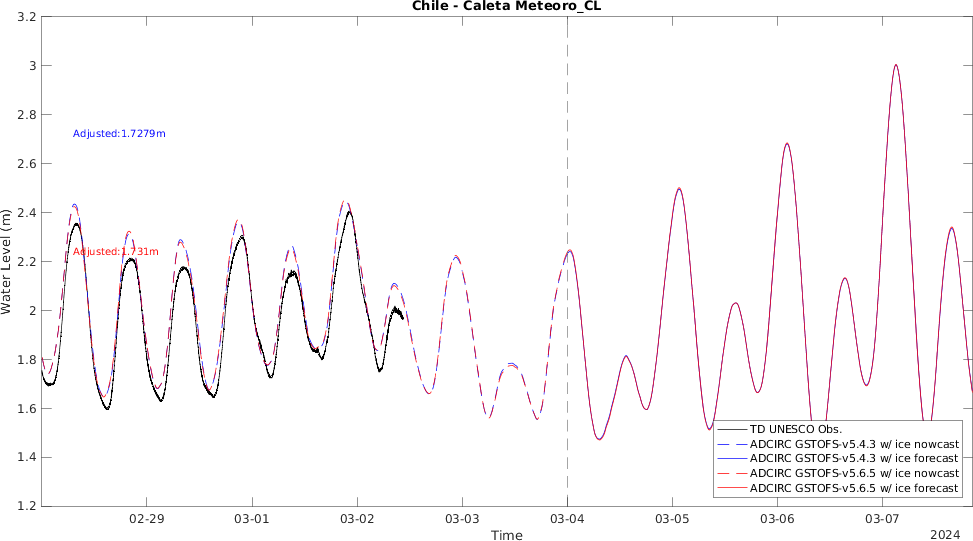 Chile - Caleta Meteoro_CL
3.2
3
2.8
2.6
2.4
2.2
2
1.8
1.6
1.4
1.2
Water Level (m)
Adjusted:1.7279m
Adjusted:1.731m
TD UNESCO Obs.
ADCIRC GSTOFS-v5.4.3 w/ ice nowcast
ADCIRC GSTOFS-v5.4.3 w/ ice forecast
ADCIRC GSTOFS-v5.6.5 w/ ice nowcast
ADCIRC GSTOFS-v5.6.5 w/ ice forecast
02-29 03-01 03-02 03-03 03-04 03-05 03-06 03-07
Time
2024